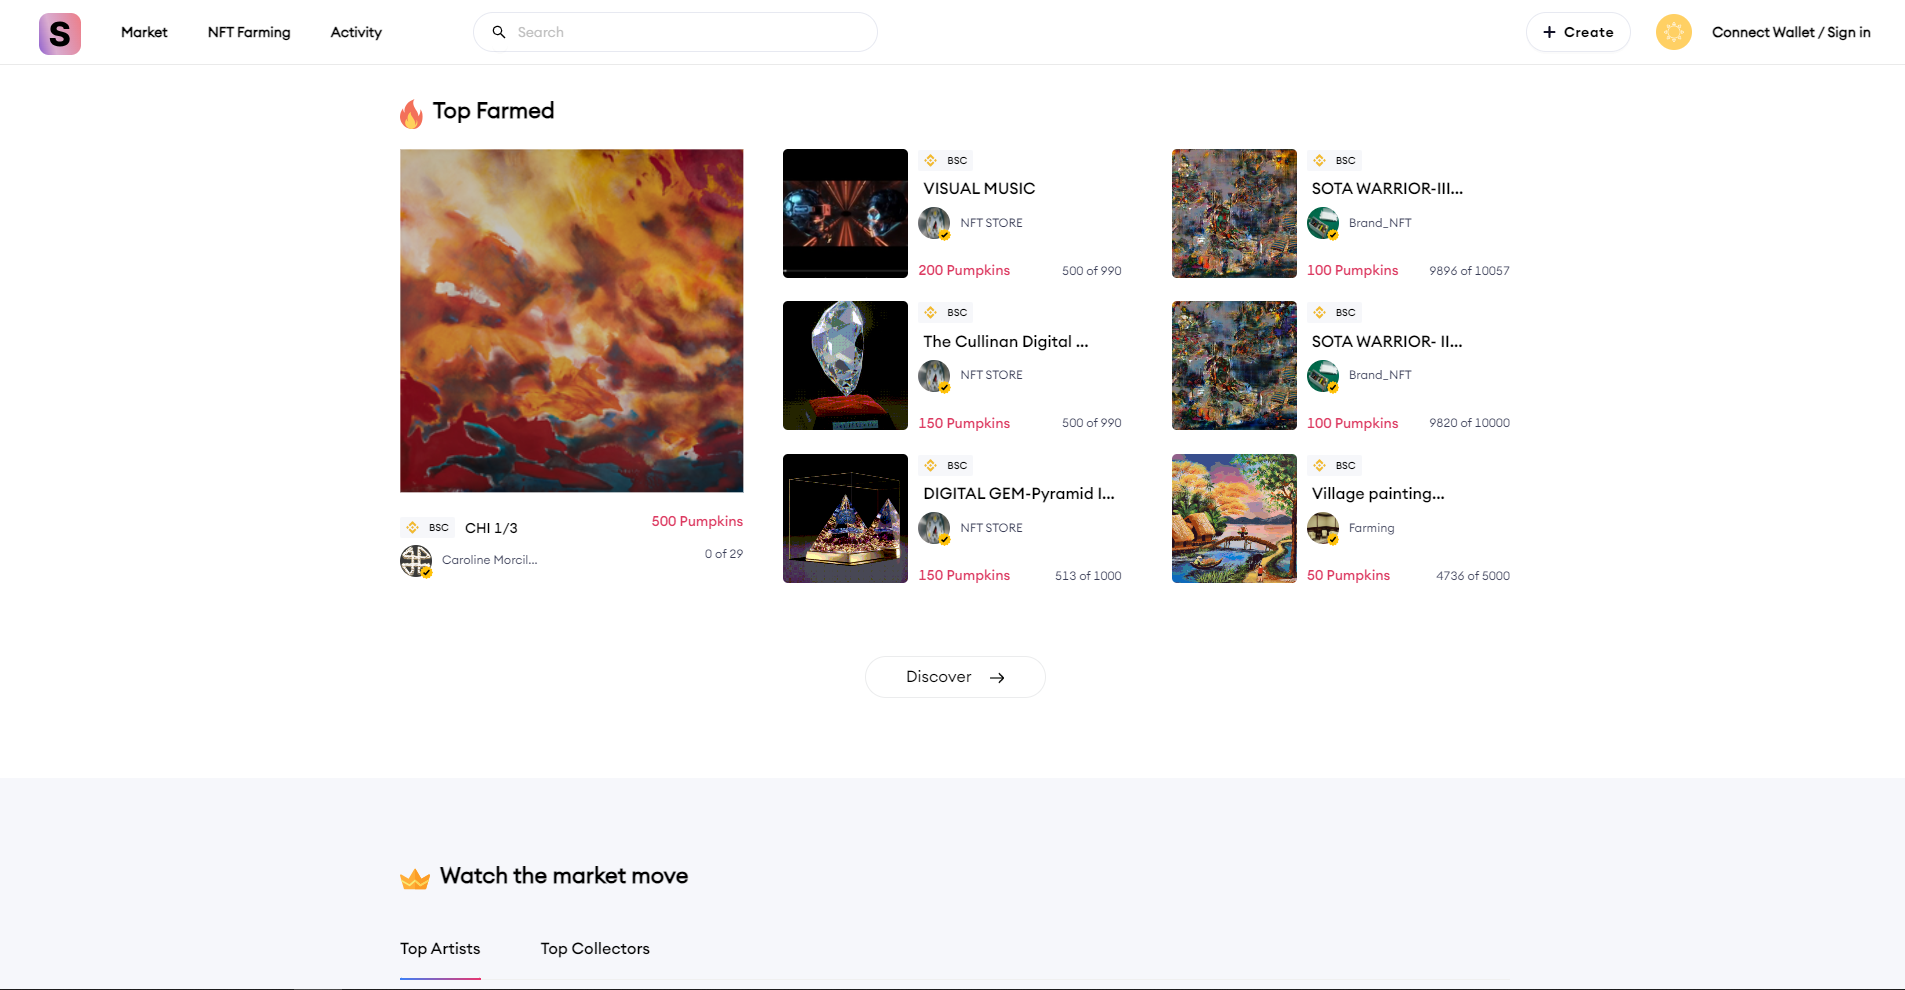 S
Market
NFT Farming
Activity
Search
+ Create
Connect Wallet / Sign in
Top Farmed
BSC
CHI 1/3
500 Pumpkins
Caroline Morcil...
0 of 29
BSC
VISUAL MUSIC
NFT STORE
200 Pumpkins
500 of 990
BSC
The Cullinan Digital ...
NFT STORE
150 Pumpkins
500 of 990
BSC
DIGITAL GEM-Pyramid I...
NFT STORE
150 Pumpkins
513 of 1000
BSC
SOTA WARRIOR-III...
Brand_NFT
100 Pumpkins
9896 of 10057
BSC
SOTA WARRIOR- II...
Brand_NFT
100 Pumpkins
9820 of 10000
BSC
Village painting...
Farming
50 Pumpkins
4736 of 5000
Discover
Watch the market move
Top Artists
Top Collectors